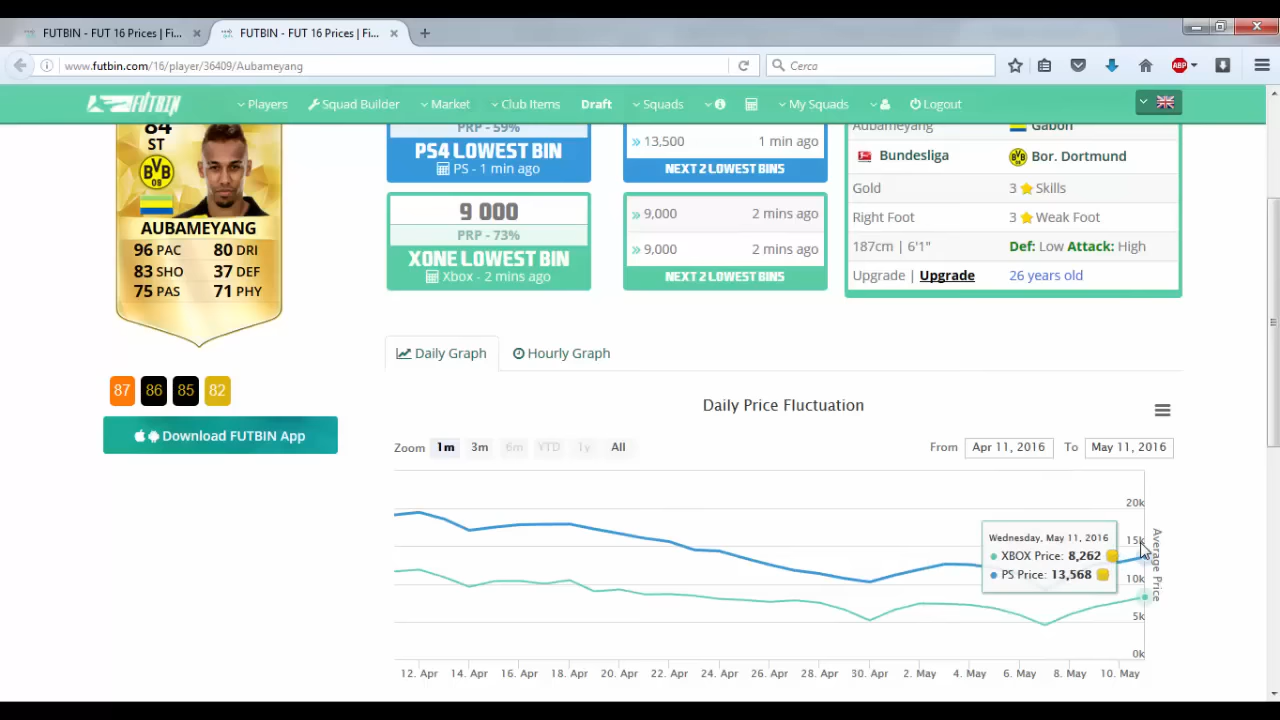 FUTBIN - FUT 16 Prices | Fi...
FUTBIN - FUT 16 Prices | Fi...
www.futbin.com/16/player/36409/Aubameyang
Cerca
ABP
FUTBIN
Players
Squad Builder
Market
Club Items
Draft
Squads
My Squads
Logout
84
ST
BVB
09
AUBAMEYANG
96 PAC 80 DRI
83 SHO 37 DEF
75 PAS 71 PHY
87 86 85 82
Download FUTBIN App
PRP - 59%
PS4 LOWEST BIN
PS - 1 min ago
13,500 1 min ago
NEXT 2 LOWEST BINS
9 000
PRP - 73%
XONE LOWEST BIN
Xbox - 2 mins ago
9,000 2 mins ago
9,000 2 mins ago
NEXT 2 LOWEST BINS
Aubameyang Gabon
Bundesliga Bor. Dortmund
Gold 3 Skills
Right Foot 3 Weak Foot
187cm | 6'1" Def: Low Attack: High
Upgrade | Upgrade 26 years old
Daily Graph Hourly Graph
Daily Price Fluctuation
Zoom 1m 3m 6m YTD 1y All
From Apr 11, 2016 To May 11, 2016
20k
15k
10k
5k
0k
Average Price
Wednesday, May 11, 2016
XBOX Price: 8,262
PS Price: 13,568
12. Apr 14. Apr 16. Apr 18. Apr 20. Apr 22. Apr 24. Apr 26. Apr 28. Apr 30. Apr 2. May 4. May 6. May 8. May 10. May